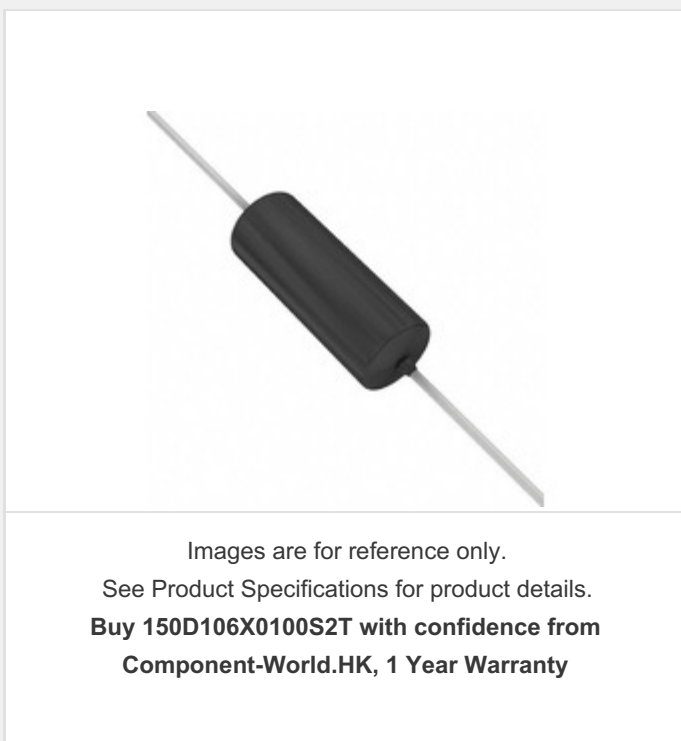 Images are for reference only.
See Product Specifications for product details.
Buy 150D106X0100S2T with confidence from
Component-World.HK, 1 Year Warranty